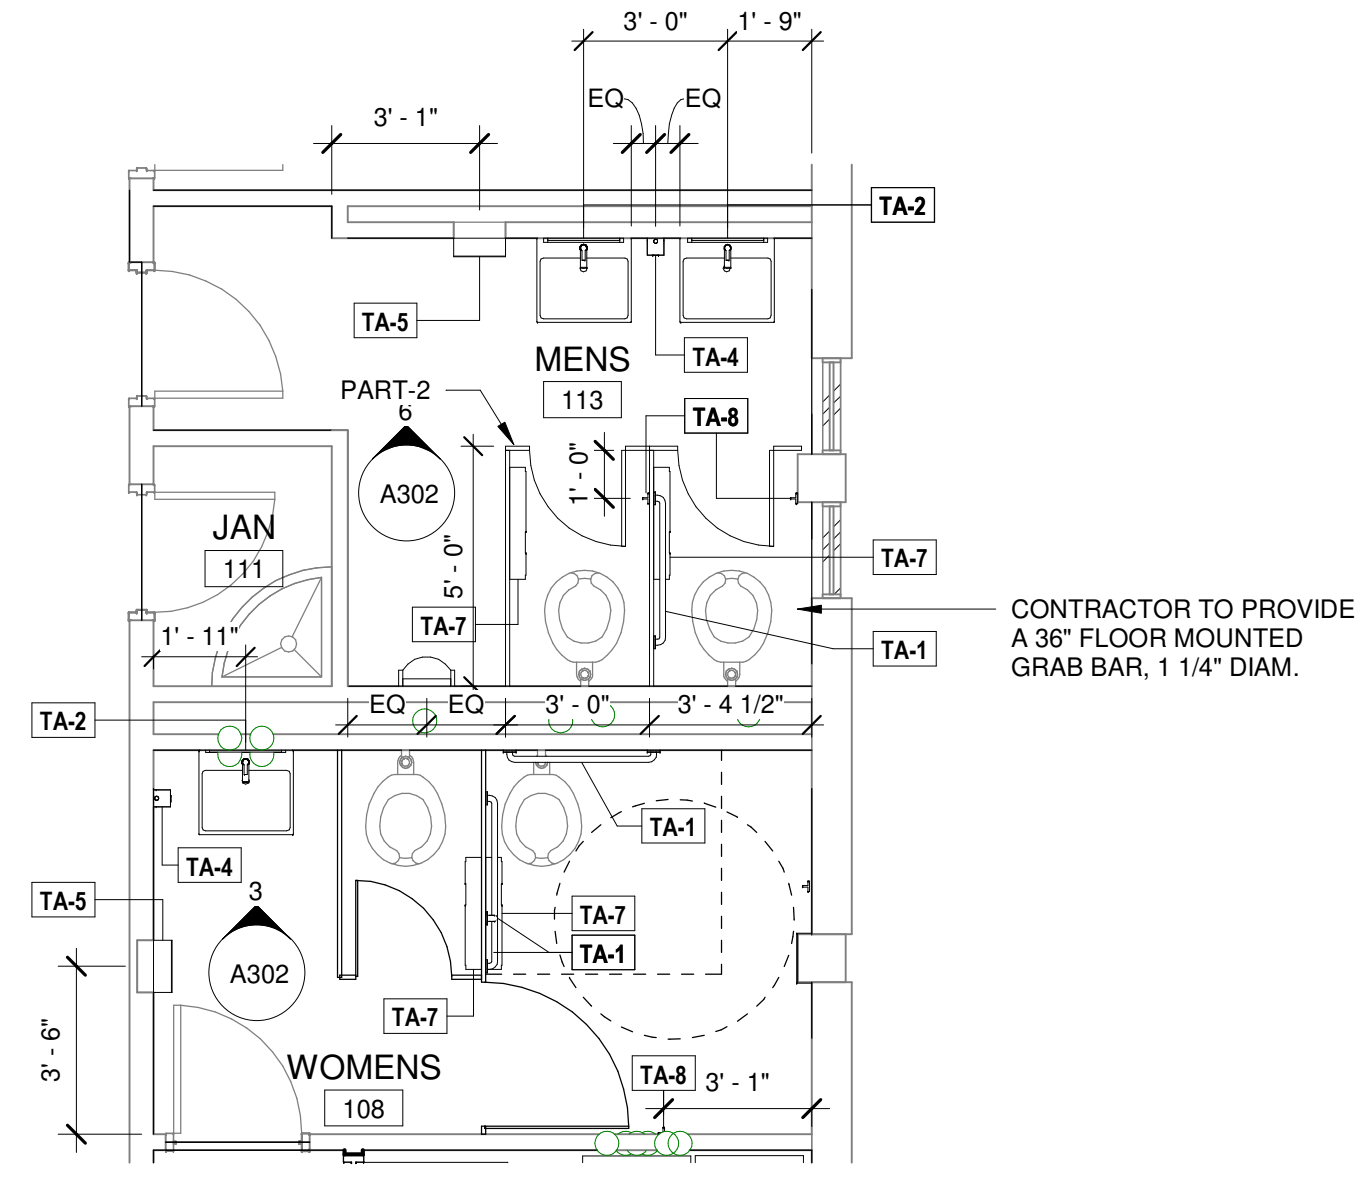 3' - 0"
1' - 9"
EQ
EQ
3' - 1"
TA-2
TA-5
MENS
113
TA-4
PART-2
6
A302
TA-8
1' - 0"
JAN
111
5' - 0"
TA-7
TA-7
1' - 11"
TA-1
CONTRACTOR TO PROVIDE
A 36" FLOOR MOUNTED
GRAB BAR, 1 1/4" DIAM.
TA-2
EQ
EQ
3' - 0"
3' - 4 1/2"
TA-1
TA-4
TA-5
3
A302
TA-7
TA-1
TA-7
3' - 6"
WOMENS
108
TA-8
3' - 1"